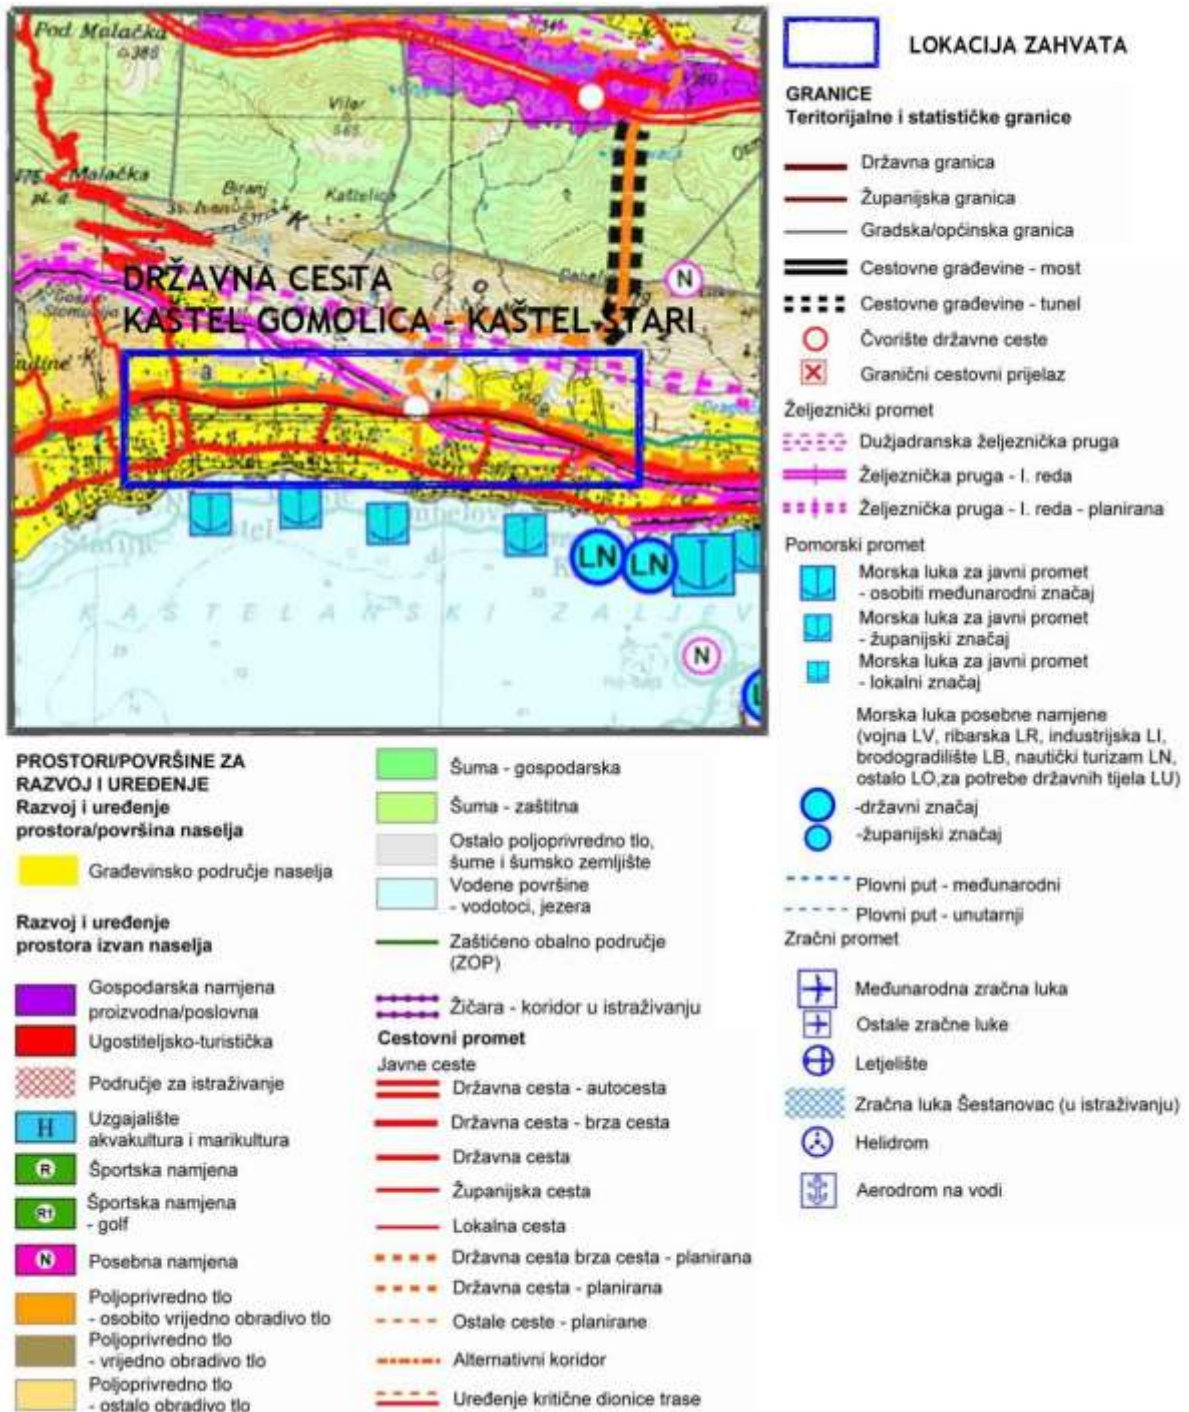 Pod Malačka
386
Vilar
565
Malačka
pl. d.
Biranj
Sv. Ivan
Kaštelica
N
DRŽAVNA CESTA
KAŠTEL GOMOLICA - KAŠTEL STARI
a
LN
LN
KAŠTELANSKI ZALJEV
N
LOKACIJA ZAHVATA
GRANICE
Teritorijalne i statističke granice
Državna granica
Županijska granica
Gradska/općinska granica
Cestovne građevine - most
Cestovne građevine - tunel
Čvorište državne ceste
Granični cestovni prijelaz
Željeznički promet
Dužjadranska željeznička pruga
Željeznička pruga - I. reda
Željeznička pruga - I. reda - planirana
Pomorski promet
Morska luka za javni promet
- osobiti međunarodni značaj
Morska luka za javni promet
- županijski značaj
Morska luka za javni promet
- lokalni značaj
Morska luka posebne namjene
(vojna LV, ribarska LR, industrijska LI,
brodogradilište LB, nautički turizam LN,
ostalo LO,za potrebe državnih tijela LU)
-državni značaj
-županijski značaj
Plovni put - međunarodni
Plovni put - unutarnji
Zračni promet
Međunarodna zračna luka
Ostale zračne luke
Letjelište
Zračna luka Šestanovac (u istraživanju)
Helidrom
Aerodrom na vodi
PROSTORI/POVRŠINE ZA
RAZVOJ I UREĐENJE
Razvoj i uređenje
prostora/površina naselja
Građevinsko područje naselja
Razvoj i uređenje
prostora izvan naselja
Gospodarska namjena
proizvodna/poslovna
Ugostiteljsko-turistička
Područje za istraživanje
H
Uzgajalište
akvakultura i marikultura
R
Športska namjena
R1
Športska namjena
- golf
N
Posebna namjena
Poljoprivredno tlo
- osobito vrijedno obradivo tlo
Poljoprivredno tlo
- vrijedno obradivo tlo
Poljoprivredno tlo
- ostalo obradivo tlo
Šuma - gospodarska
Šuma - zaštitna
Ostalo poljoprivredno tlo,
šume i šumsko zemljište
Vodene površine
- vodotoci, jezera
Zaštićeno obalno područje
(ZOP)
Žičara - koridor u istraživanju
Cestovni promet
Javne ceste
Državna cesta - autocesta
Državna cesta - brza cesta
Državna cesta
Županijska cesta
Lokalna cesta
Državna cesta brza cesta - planirana
Državna cesta - planirana
Ostale ceste - planirane
Alternativni koridor
Uređenje kritične dionice trase